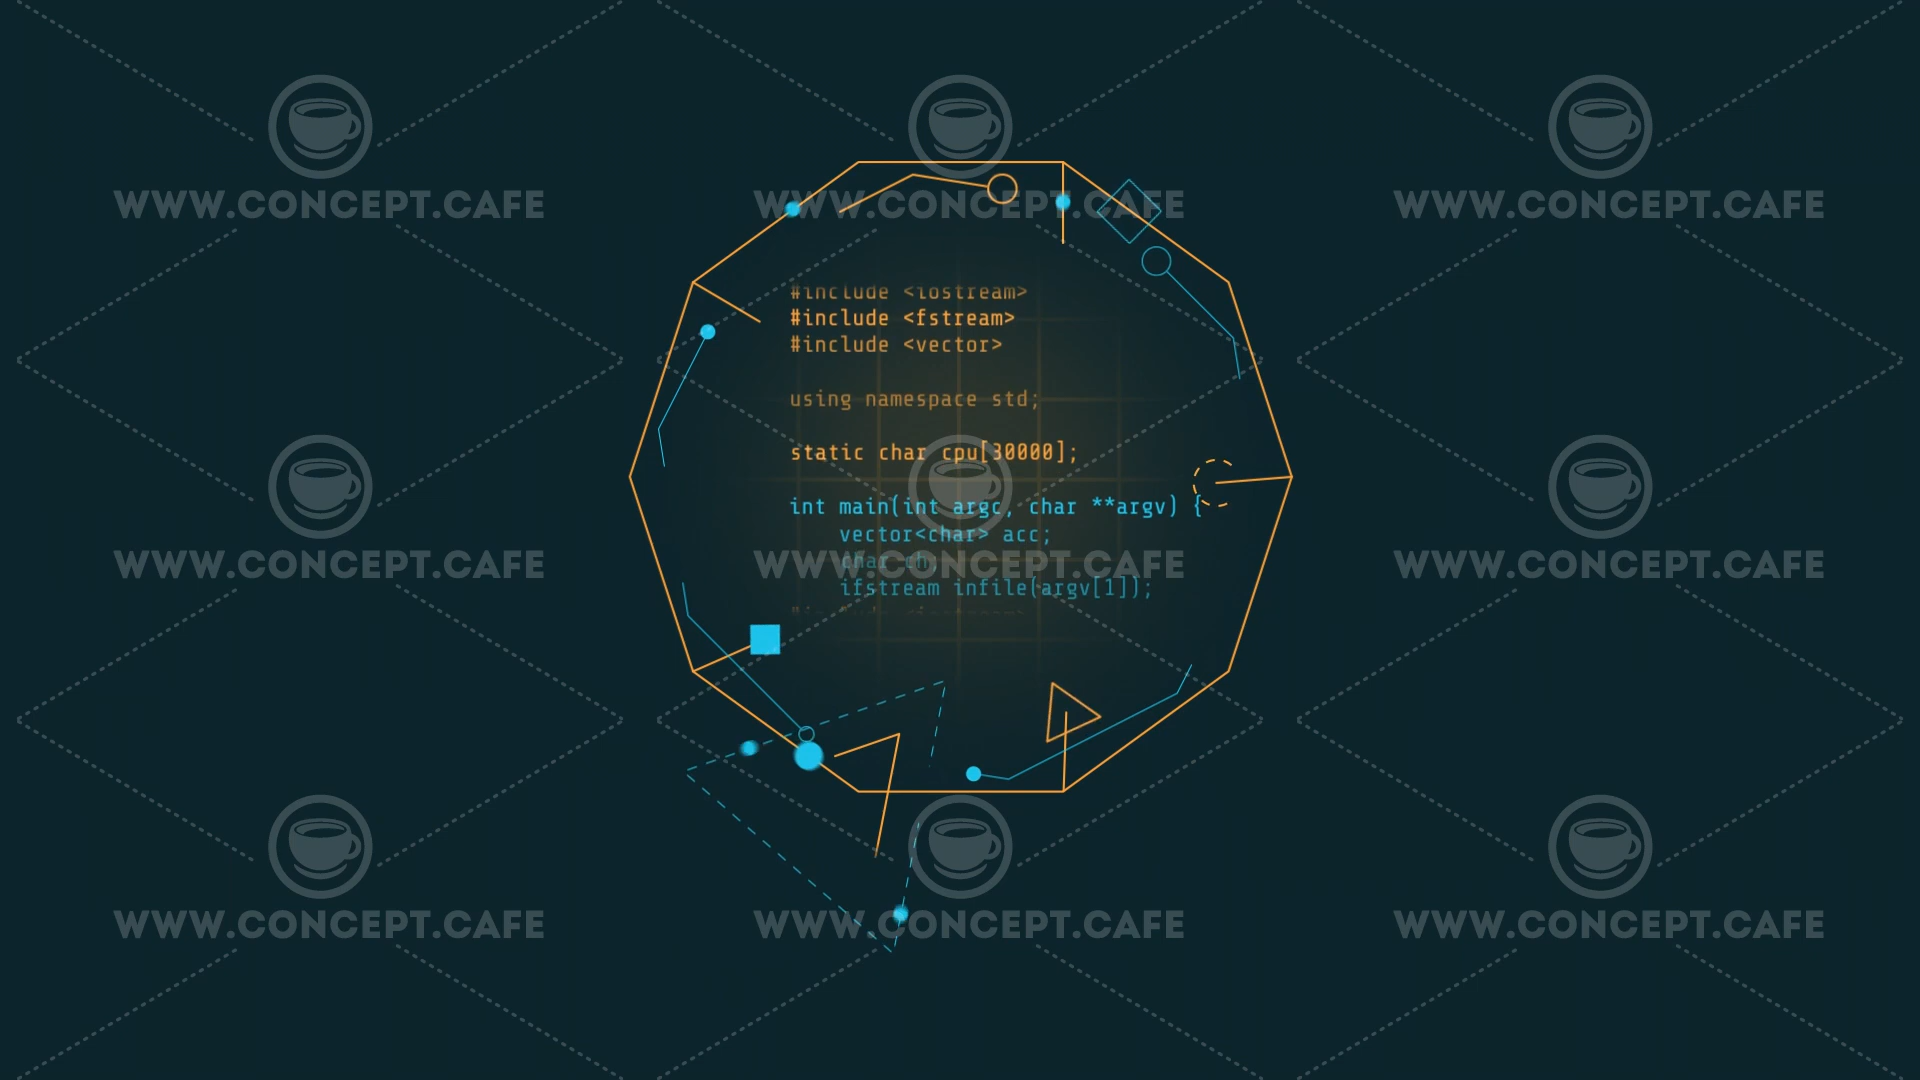 WWW.CONCEPT.CAFE WWW.CONCEPT.CAFE WWW.CONCEPT.CAFE
#include <iostream>
#include <fstream>
#include <vector>
using namespace std;
static char cpu[30000];
int main(int argc, char **argv) {
vector<char> acc;
char ch;
WWW.CONCEPT.CAFE WWW.CONCEPT.CAFE WWW.CONCEPT.CAFE
ifstream infile(argv[1]);
WWW.CONCEPT.CAFE WWW.CONCEPT.CAFE WWW.CONCEPT.CAFE